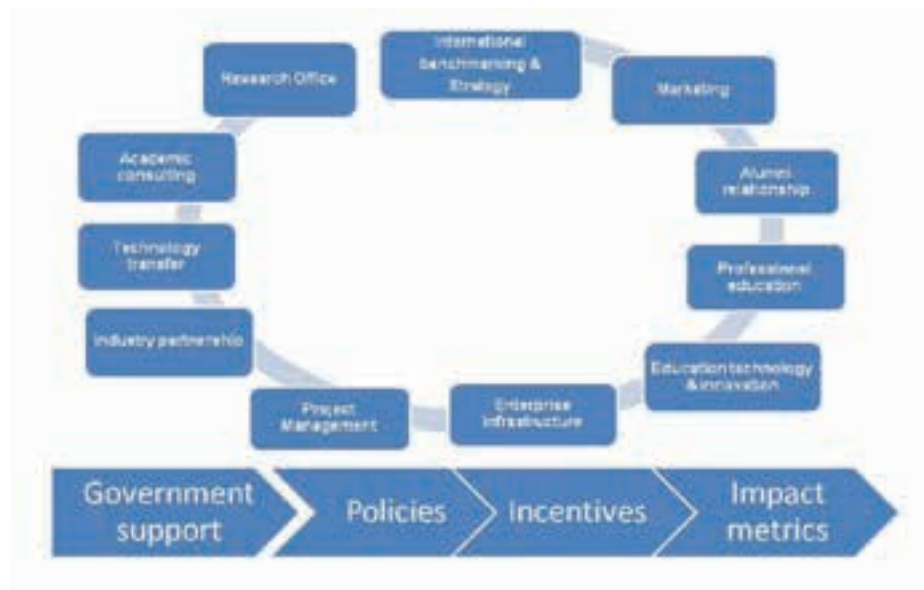 International
benchmarking &
Strategy
Marketing
Alumni
relationship
Professional
education
Education technology
& innovation
Enterprise
infrastructure
Project
Management
Industry partnership
Technology
transfer
Academic
consulting
Research Office
Government
support
Policies
Incentives
Impact
metrics